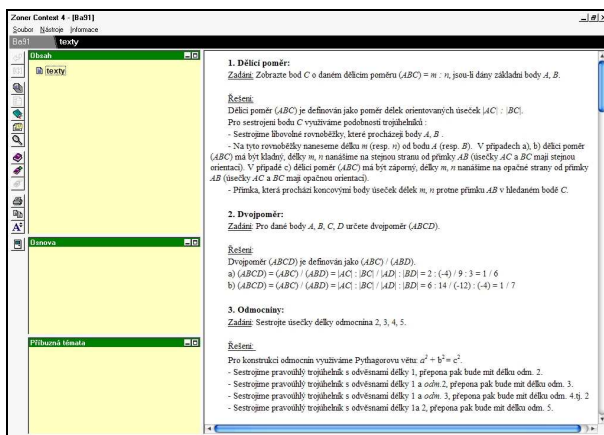 Zoner Context 4 - [Ba91]
Soubor Nástroje Informace
Ba91 texty
Obsah
texty
Osnova
Příbuzná témata
1. Dělící poměr:
Zadání: Zobrazte bod C o daném dělicím poměru (ABC) = m : n, jsou-li dány základní body A, B.
Řešení:
Dělicí poměr (ABC) je definován jako poměr délek orientovaných úseček |AC| : |BC|.
Pro sestrojení bodu C využíváme podobnosti trojúhelníků :
- Sestrojíme libovolné rovnoběžky, které procházejí body A, B .
- Na tyto rovnoběžky naneseme délku m (resp. n) od bodu A (resp. B). V případech a), b) dělicí poměr
(ABC) má být kladný, délky m, n nanášíme na stejnou stranu od přímky AB (úsečky AC a BC mají stejnou
orientaci). V případě c) dělicí poměr (ABC) má být záporný, délky m, n nanášíme na opačné strany od přímky
AB (úsečky AC a BC mají opačnou orientaci).
- Přímka, která prochází koncovými body úseček délek m, n protne přímku AB v hledaném bodě C.
2. Dvojpoměr:
Zadání: Pro dané body A, B, C, D určete dvojpoměr (ABCD).
Řešení:
Dvojpoměr (ABCD) je definován jako (ABC) / (ABD).
a) (ABCD) = (ABC) / (ABD) = |AC| : |BC| / |AD| : |BD| = 2 : (-4) / 9 : 3 = 1 / 6
b) (ABCD) = (ABC) / (ABD) = |AC| : |BC| / |AD| : |BD| = 6 : 14 / (-12) : (-4) = 1 / 7
3. Odmocniny:
Zadání: Sestrojte úsečky délky odmocnina 2, 3, 4, 5.
Řešení:
Pro konstrukci odmocnin využíváme Pythagorovu větu: a² + b² = c².
- Sestrojíme pravoúhlý trojúhelník s odvěsnami délky 1, přepona pak bude mít délku odm. 2.
- Sestrojíme pravoúhlý trojúhelník s odvěsnami délky 1 a odm.2, přepona pak bude mít délku odm. 3.
- Sestrojíme pravoúhlý trojúhelník s odvěsnami délky 1 a odm. 3, přepona pak bude mít délku odm. 4.tj. 2
- Sestrojíme pravoúhlý trojúhelník s odvěsnami délky 1a 2, přepona pak bude mít délku odm. 5.